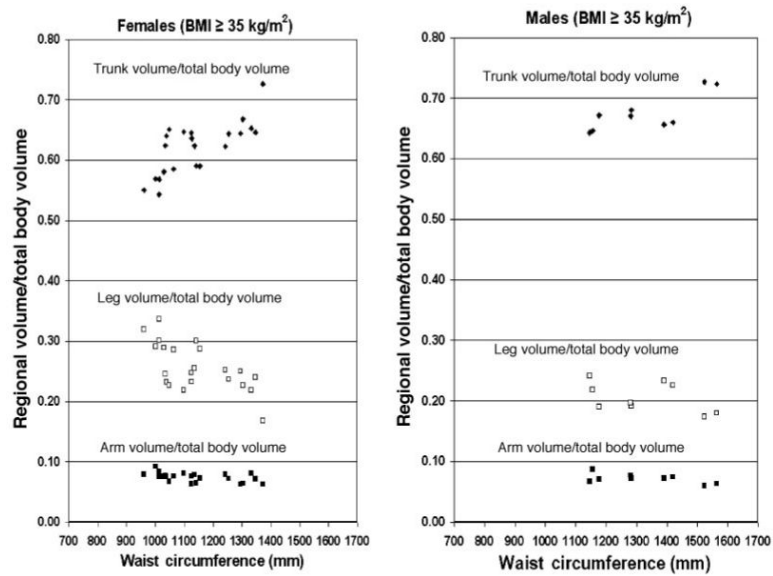 Females (BMI ≥ 35 kg/m²)
Regional volume/total body volume
0.80
0.70
0.60
0.50
0.40
0.30
0.20
0.10
0.00
Trunk volume/total body volume
Leg volume/total body volume
Arm volume/total body volume
700 800 900 1000 1100 1200 1300 1400 1500 1600
Waist circumference (mm)
Males (BMI ≥ 35 kg/m²)
Regional volume/total body volume
0.80
0.70
0.60
0.50
0.40
0.30
0.20
0.10
0.00
Trunk volume/total body volume
Leg volume/total body volume
Arm volume/total body volume
700 800 900 1000 1100 1200 1300 1400 1500 1600
Waist circumference (mm)